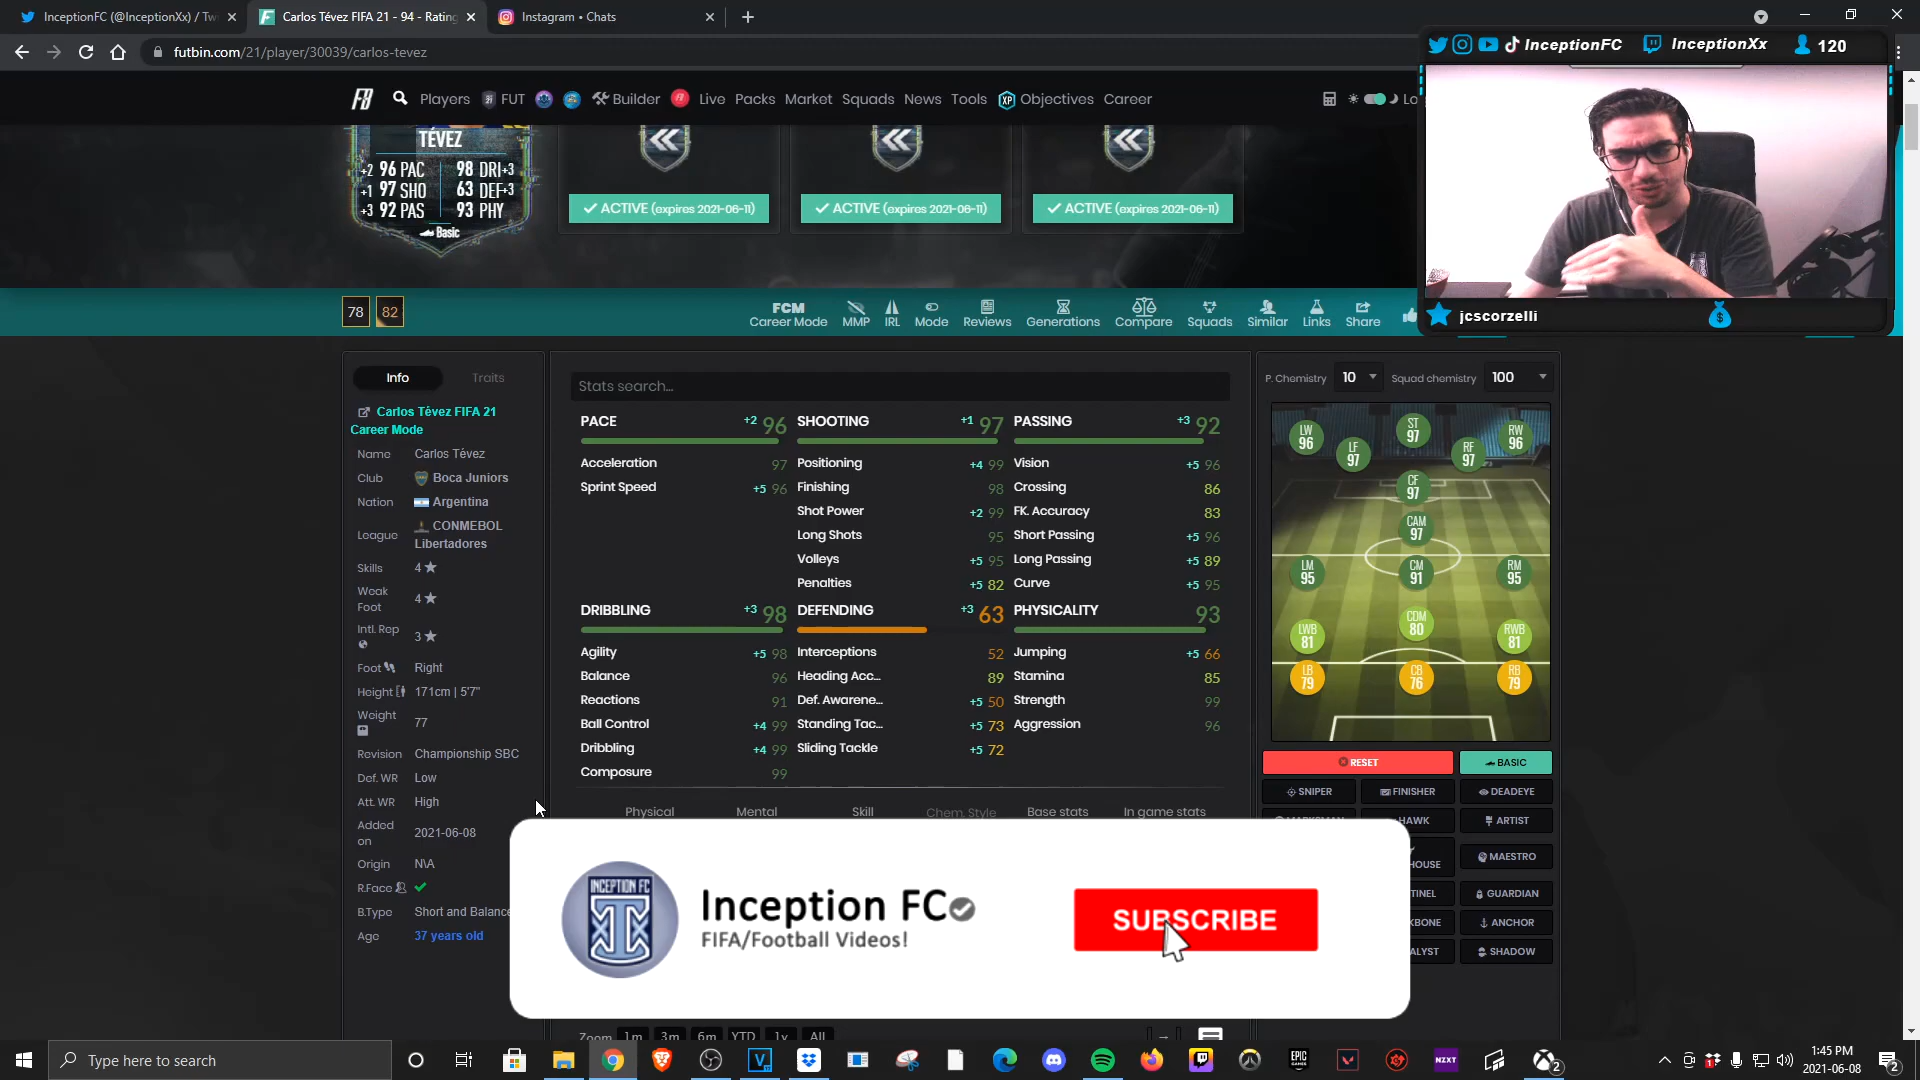 InceptionFC (@InceptionXx) / Tw
Carlos Tévez FIFA 21 - 94 - Rating
Instagram • Chats
futbin.com/21/player/30039/carlos-tevez
InceptionFC
InceptionXx
120
Players
FUT
Builder
Live
Packs
Market
Squads
News
Tools
XP
Objectives
Career
Lo
TÉVEZ
+2 96 PAC 98 DRI+3
+1 97 SHO 63 DEF+3
+3 92 PAS 93 PHY
Basic
ACTIVE (expires 2021-06-11)
ACTIVE (expires 2021-06-11)
ACTIVE (expires 2021-06-11)
jcscorzelli
78 82
FCM
Career Mode
MMP
IRL
Mode
Reviews
Generations
Compare
Squads
Similar
Links
Share
Info
Traits
Carlos Tévez FIFA 21
Career Mode
Name Carlos Tévez
Club Boca Juniors
Nation Argentina
League CONMEBOL
Libertadores
Skills 4★
Weak
Foot 4★
Intl. Rep 3★
Foot Right
Height 171cm | 5'7"
Weight 77
Revision Championship SBC
Def. WR Low
Att. WR High
Added
on 2021-06-08
Origin N\A
R.Face
B.Type Short and Balance
Age 37 years old
Stats search...
PACE +2 96
Acceleration 97
Sprint Speed +5 96
SHOOTING +1 97
Positioning +4 99
Finishing 98
Shot Power +2 99
Long Shots 95
Volleys +5 95
Penalties +5 82
PASSING +3 92
Vision +5 96
Crossing 86
FK. Accuracy 83
Short Passing +5 96
Long Passing +5 89
Curve +5 95
DRIBBLING +3 98
Agility +5 98
Balance 96
Reactions 91
Ball Control +4 99
Dribbling +4 99
Composure 99
DEFENDING +3 63
Interceptions 52
Heading Acc... 89
Def. Awarene... +5 50
Standing Tac... +5 73
Sliding Tackle +5 72
PHYSICALITY 93
Jumping +5 66
Stamina 85
Strength 99
Aggression 96
Physical
Mental
Skill
Chem. Style
Base stats
In game stats
P. Chemistry 10
Squad chemistry 100
LW 96
LF 97
ST 97
RF 97
RW 96
CF 97
CAM 97
LM 95
CM 91
RM 95
LWB 81
CDM 80
RWB 81
LB 79
CB 76
RB 79
RESET
BASIC
SNIPER
FINISHER
DEADEYE
HAWK
ARTIST
HOUSE
MAESTRO
TINEL
GUARDIAN
KBONE
ANCHOR
ALYST
SHADOW
INCEPTION FC
Inception FC
FIFA/Football Videos!
SUBSCRIBE
Zoom 1m 3m 6m YTD 1y All
Type here to search
EPIC
NZXT
2
1:45 PM
2021-06-08
2